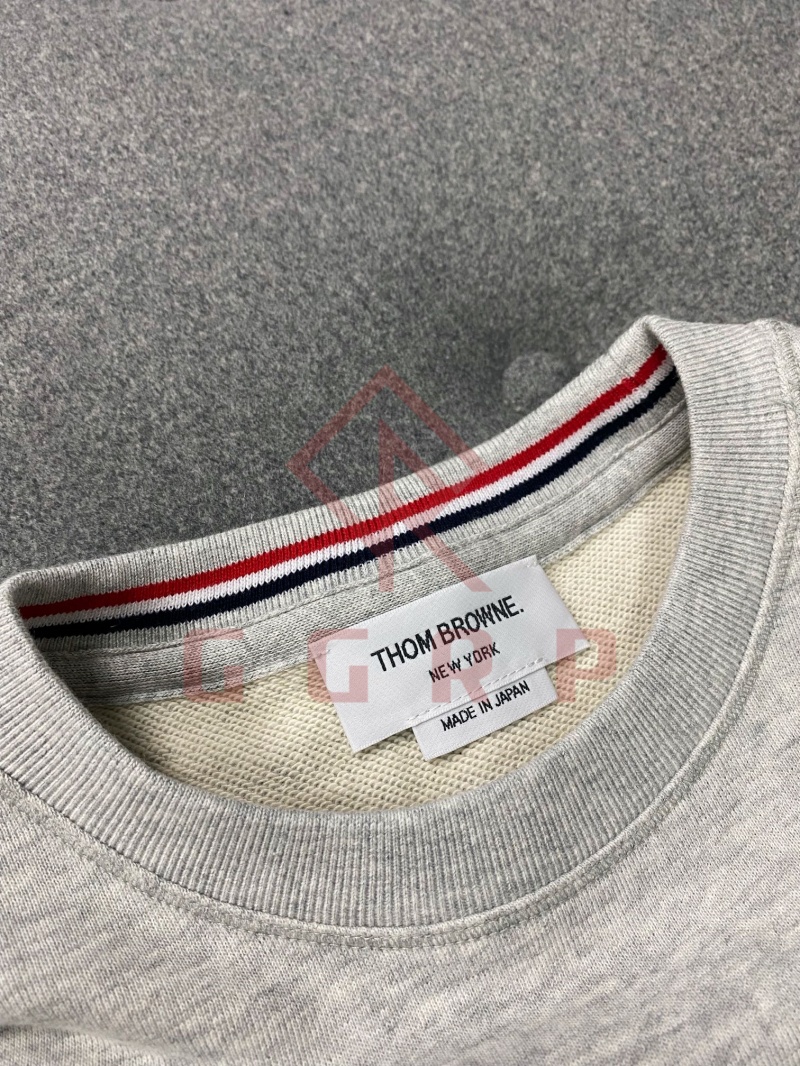 THOM BROWNE.
NEW YORK
MADE IN JAPAN
GGRP